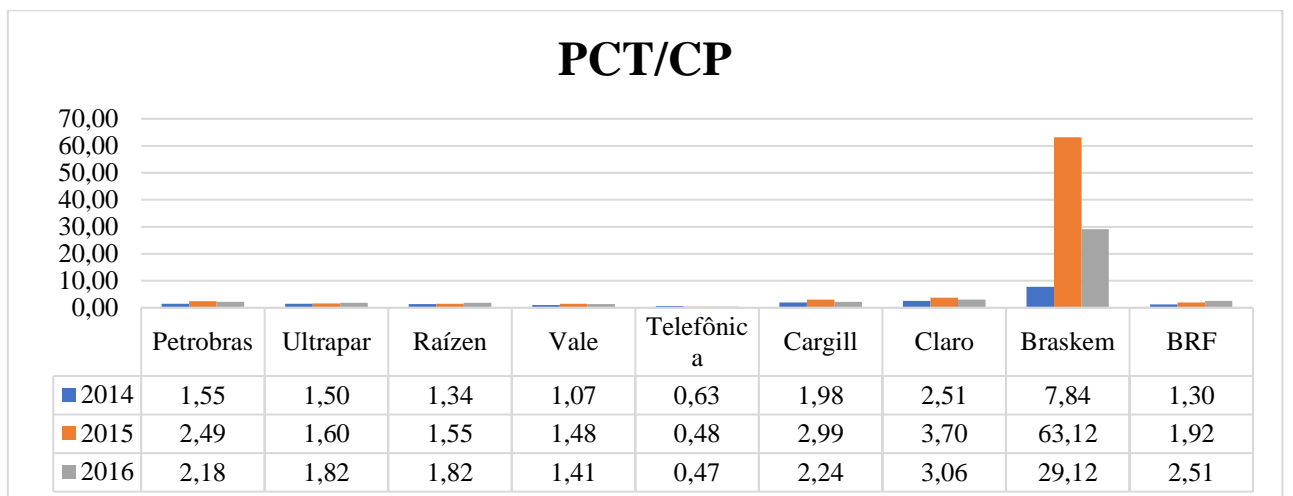 PCT/CP
70,00
60,00
50,00
40,00
30,00
20,00
10,00
0,00
Petrobras Ultrapar Raízen Vale Telefônic
a Cargill Claro Braskem BRF
2014 1,55 1,50 1,34 1,07 0,63 1,98 2,51 7,84 1,30
2015 2,49 1,60 1,55 1,48 0,48 2,99 3,70 63,12 1,92
2016 2,18 1,82 1,82 1,41 0,47 2,24 3,06 29,12 2,51